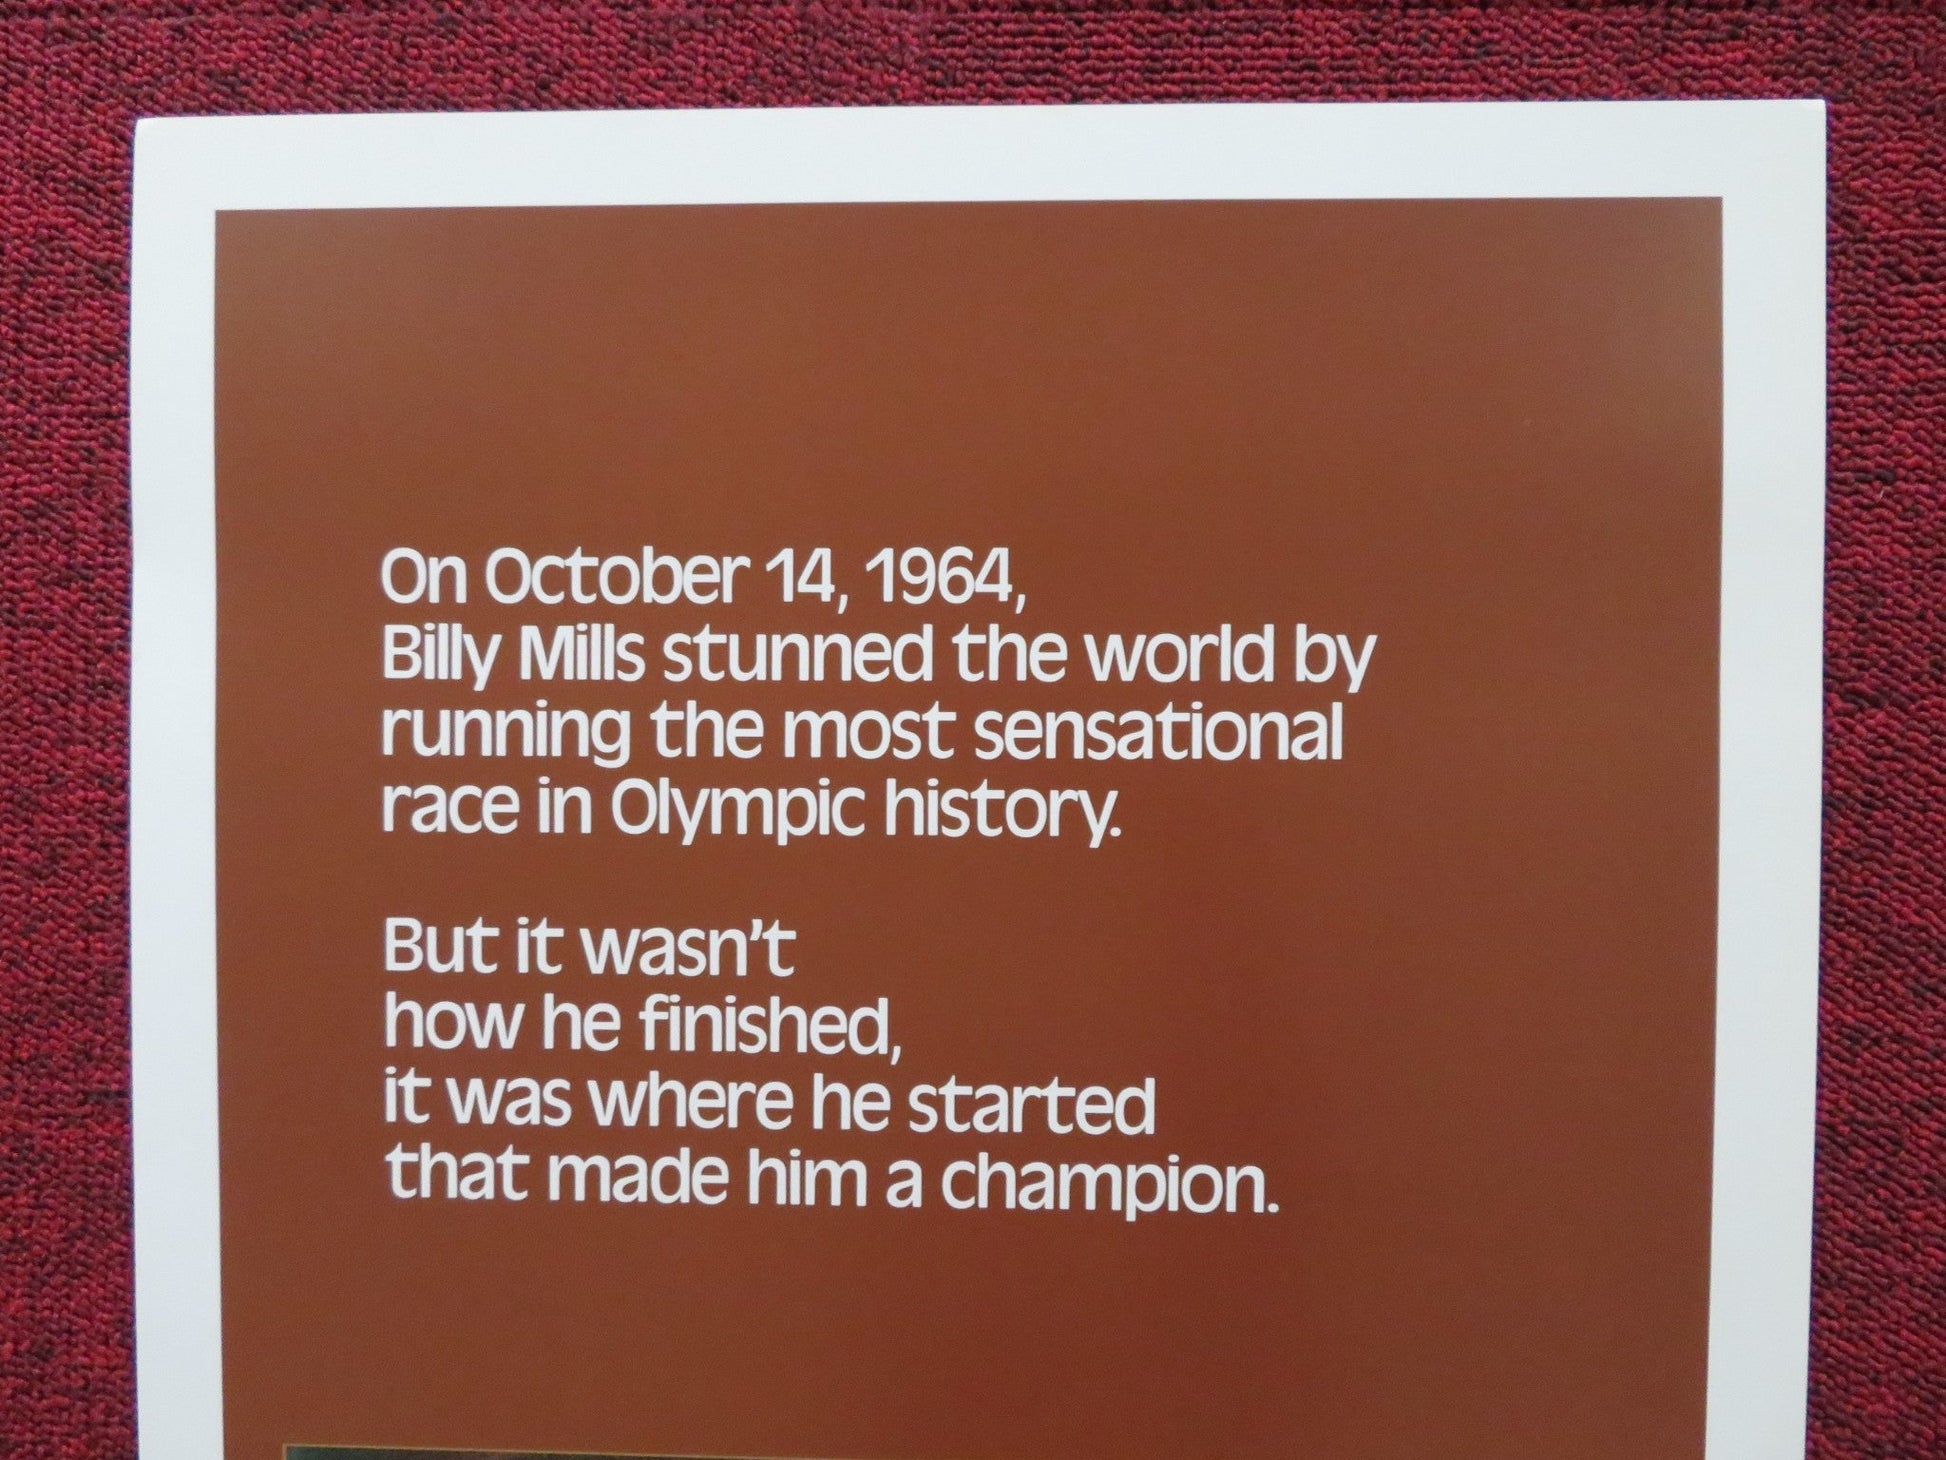 On October 14, 1964,
Billy Mills stunned the world by
running the most sensational
race in Olympic history.
But it wasn’t
how he finished,
it was where he started
that made him a champion.